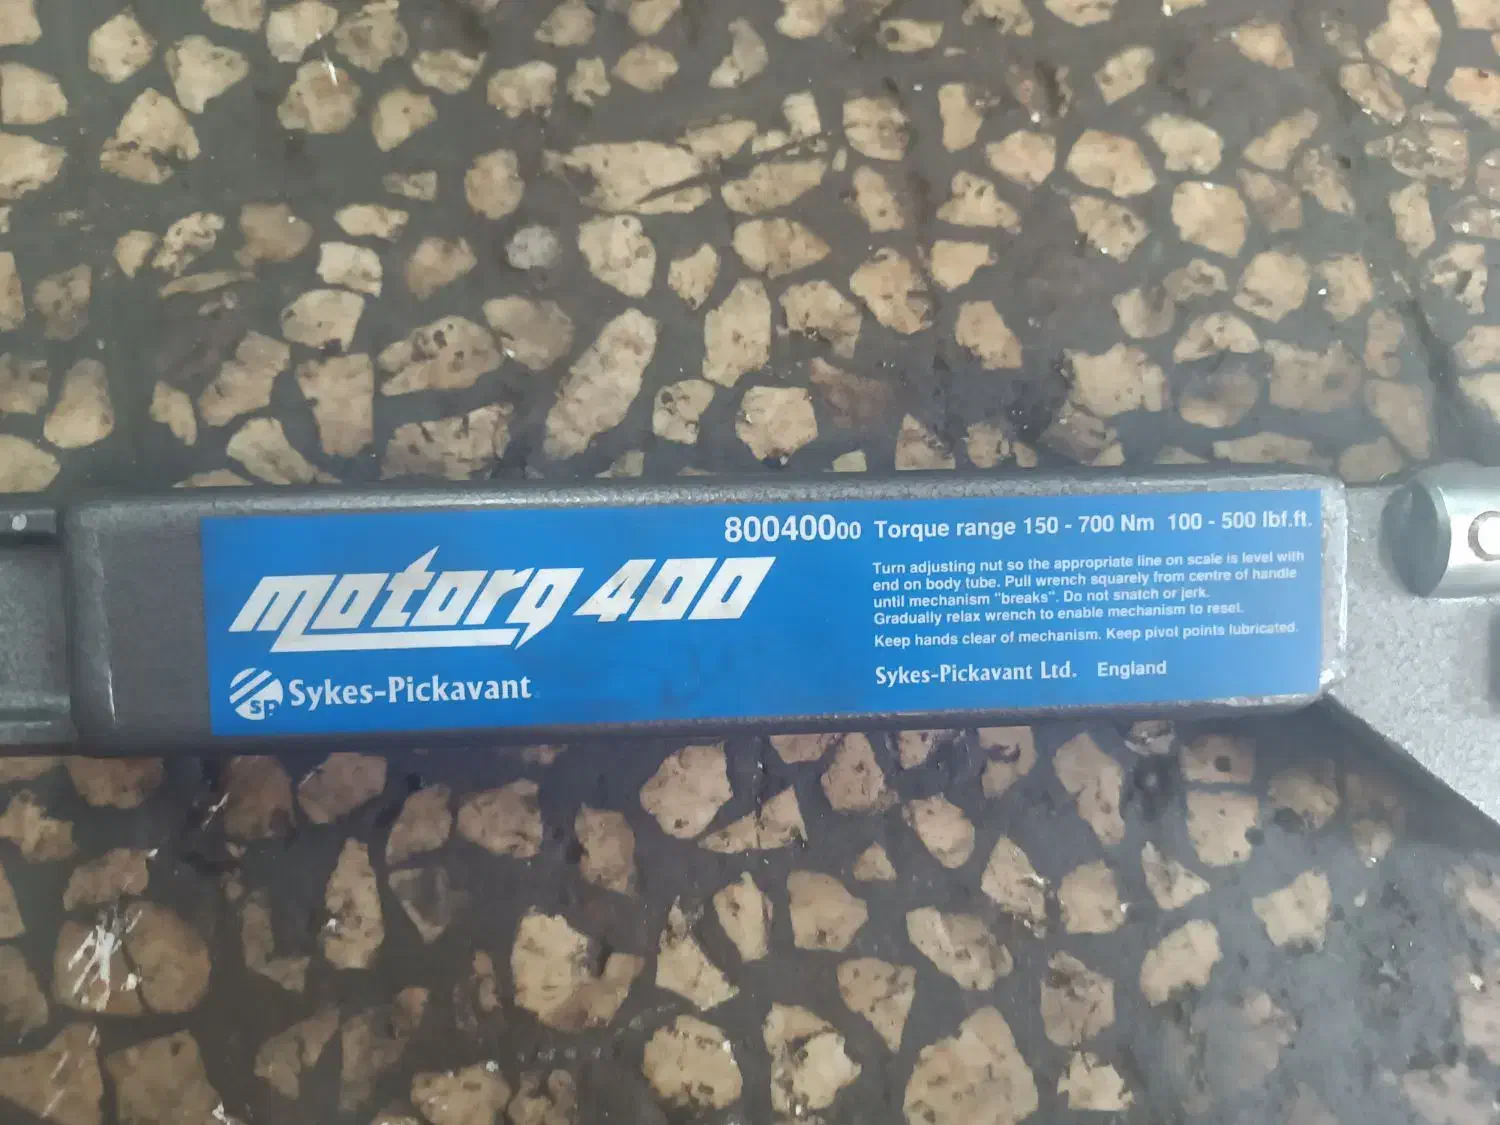 80040000 Torque range 150 - 700 Nm 100 - 500 lbf.ft.
motorq 400
Turn adjusting nut so the appropriate line on scale is level with
end on body tube. Pull wrench squarely from centre of handle
until mechanism "breaks". Do not snatch or jerk.
Gradually relax wrench to enable mechanism to reset.
Keep hands clear of mechanism. Keep pivot points lubricated.
sp Sykes-Pickavant
Sykes-Pickavant Ltd. England